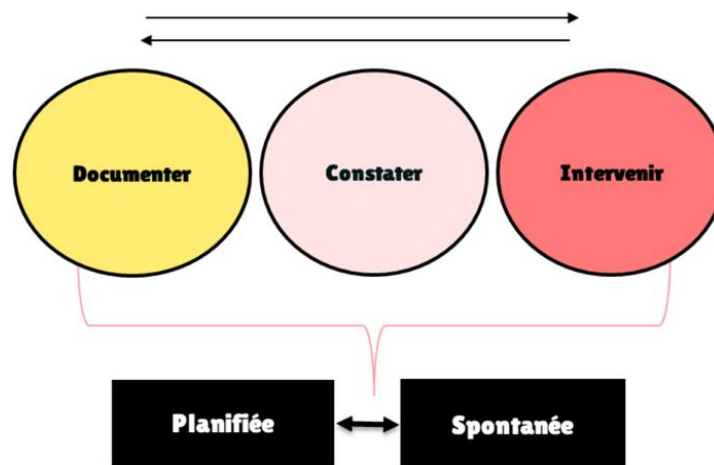 Documenter
Constater
Intervenir
Planifiée
Spontanée